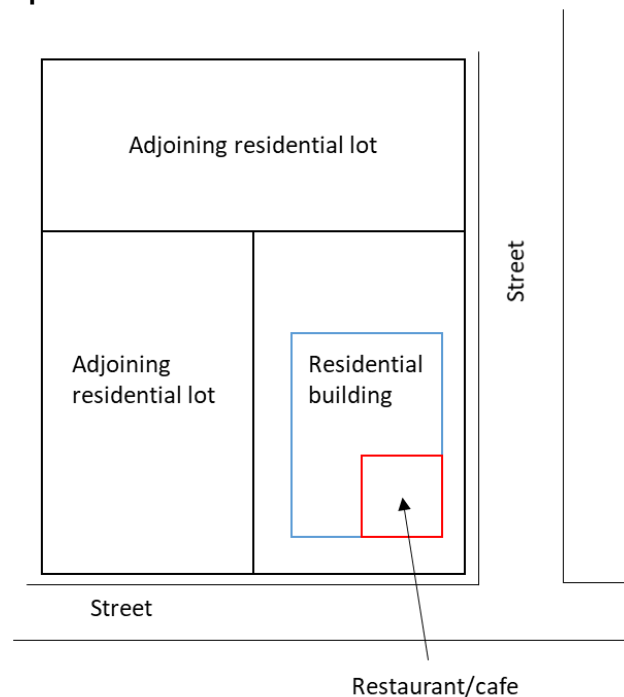 Adjoining residential lot
Street
Adjoining
residential lot
Residential
building
Street
Restaurant/cafe